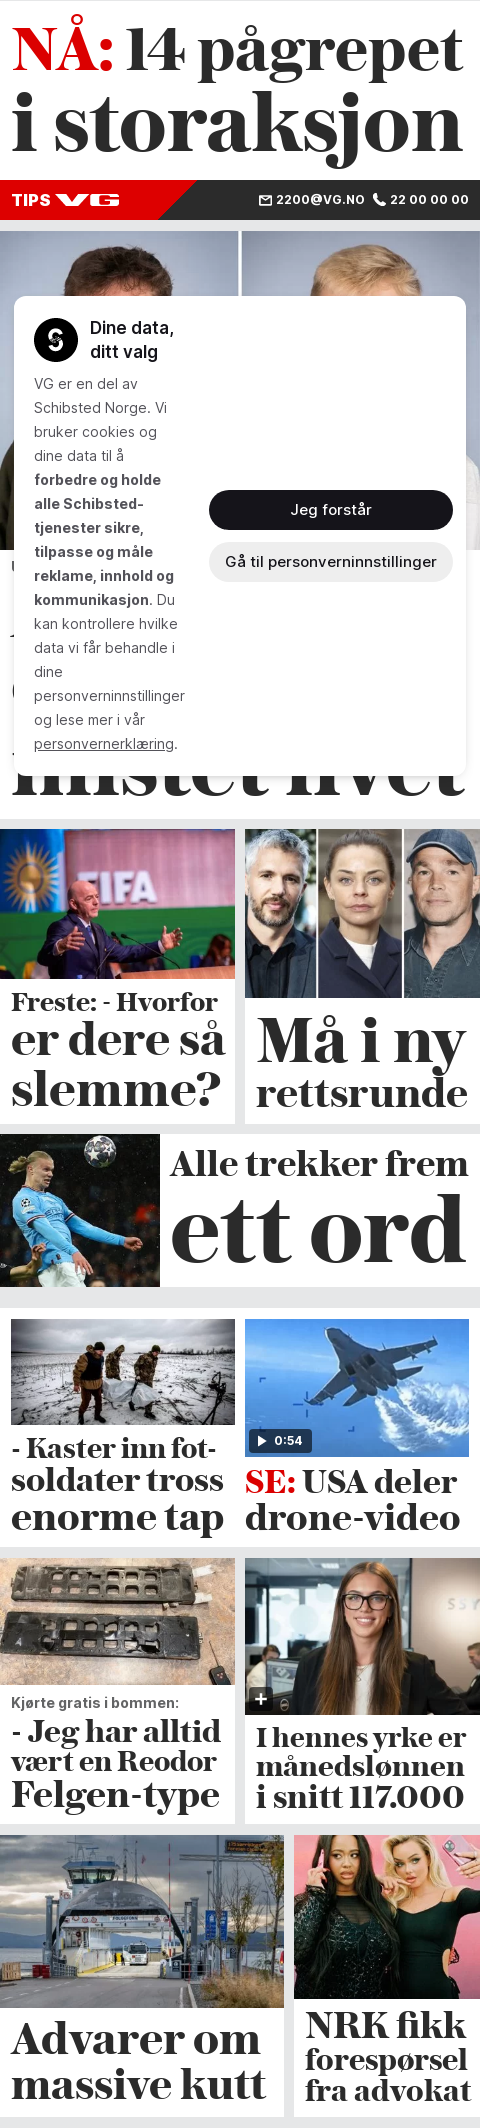 NÅ: 14 pågrepet
i storaksjon
TIPS VG
2200@VG.NO 22 00 00 00
Dine data,
ditt valg
VG er en del av
Schibsted Norge. Vi
bruker cookies og
dine data til å
forbedre og holde
alle Schibsted-
tjenester sikre,
tilpasse og måle
reklame, innhold og
kommunikasjon. Du
kan kontrollere hvilke
data vi får behandle i
dine
personverninnstillinger
og lese mer i vår
personvernerklæring.
Jeg forstår
Gå til personverninnstillinger
mistet livet
FIFA
Freste: - Hvorfor
er dere så
slemme?
Må i ny
rettsrunde
Alle trekker frem
ett ord
- Kaster inn fot-
soldater tross
enorme tap
0:54
SE: USA deler
drone-video
Kjørte gratis i bommen:
- Jeg har alltid
vært en Reodor
Felgen-type
I hennes yrke er
månedslønnen
i snitt 117.000
Advarer om
massive kutt
NRK fikk
forespørsel
fra advokat